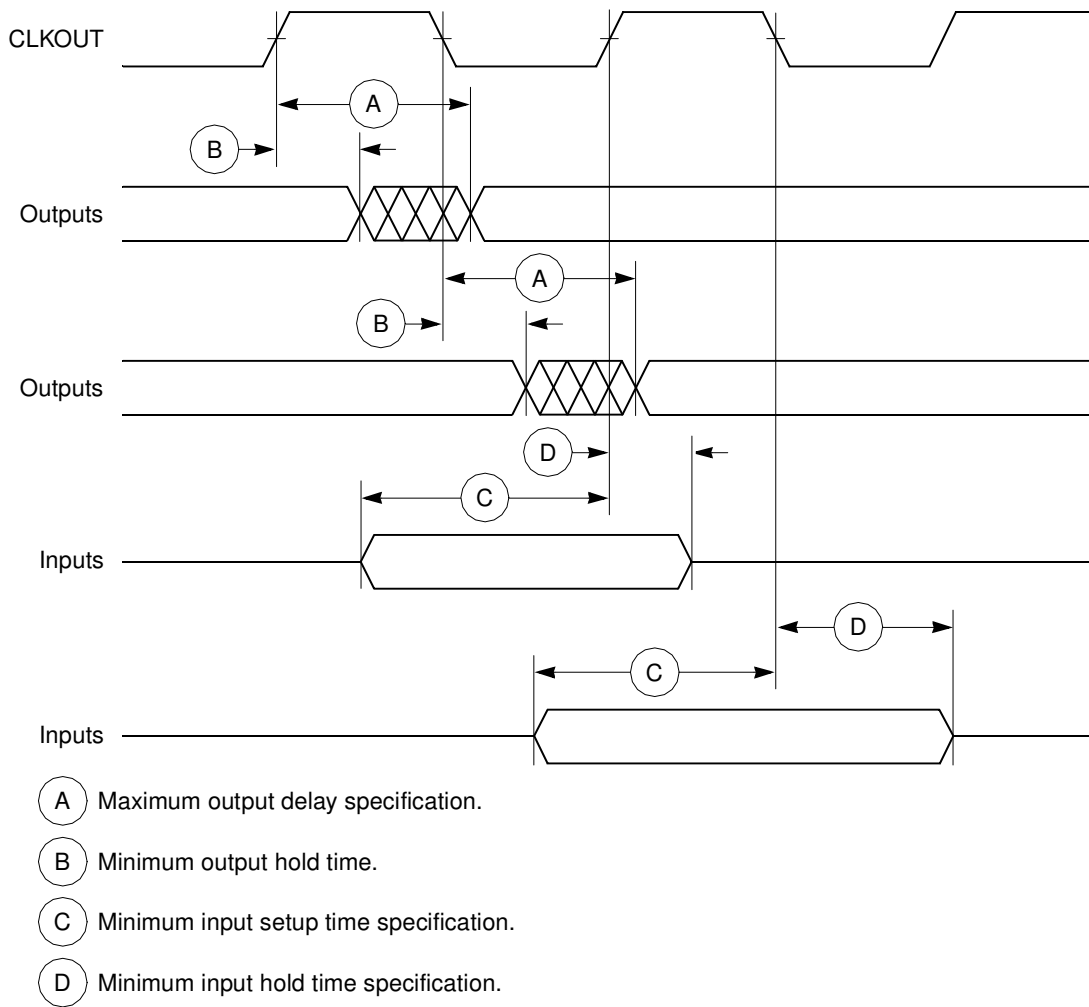 CLKOUT
A
B
Outputs
A
B
Outputs
D
C
Inputs
D
C
Inputs
A Maximum output delay specification.
B Minimum output hold time.
C Minimum input setup time specification.
D Minimum input hold time specification.